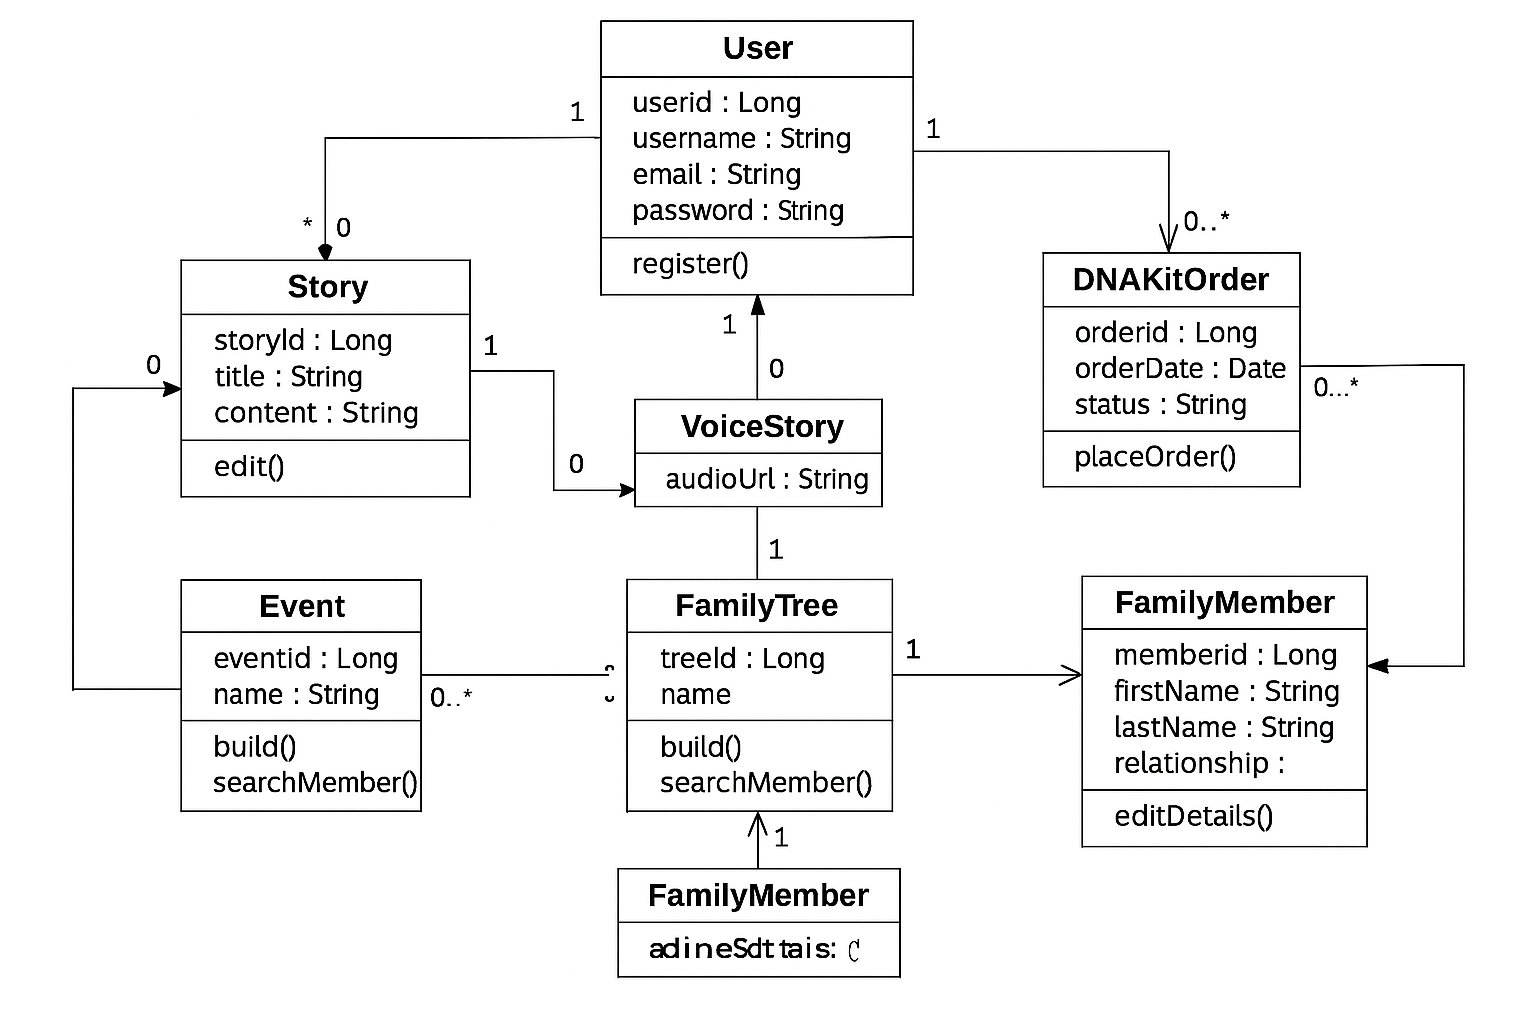 User
userid : Long
username : String
email : String
password : String
register()
1
* 0
1
0..*
Story
storyId : Long
title : String
content : String
edit()
0
1
0
1
0
VoiceStory
audioUrl : String
1
DNAKitOrder
orderid : Long
orderDate : Date
status : String
placeOrder()
0...*
Event
eventid : Long
name : String
build()
searchMember()
0..*
FamilyTree
treeId : Long
name
build()
searchMember()
1
1
FamilyMember
memberid : Long
firstName : String
lastName : String
relationship :
editDetails()
FamilyMember